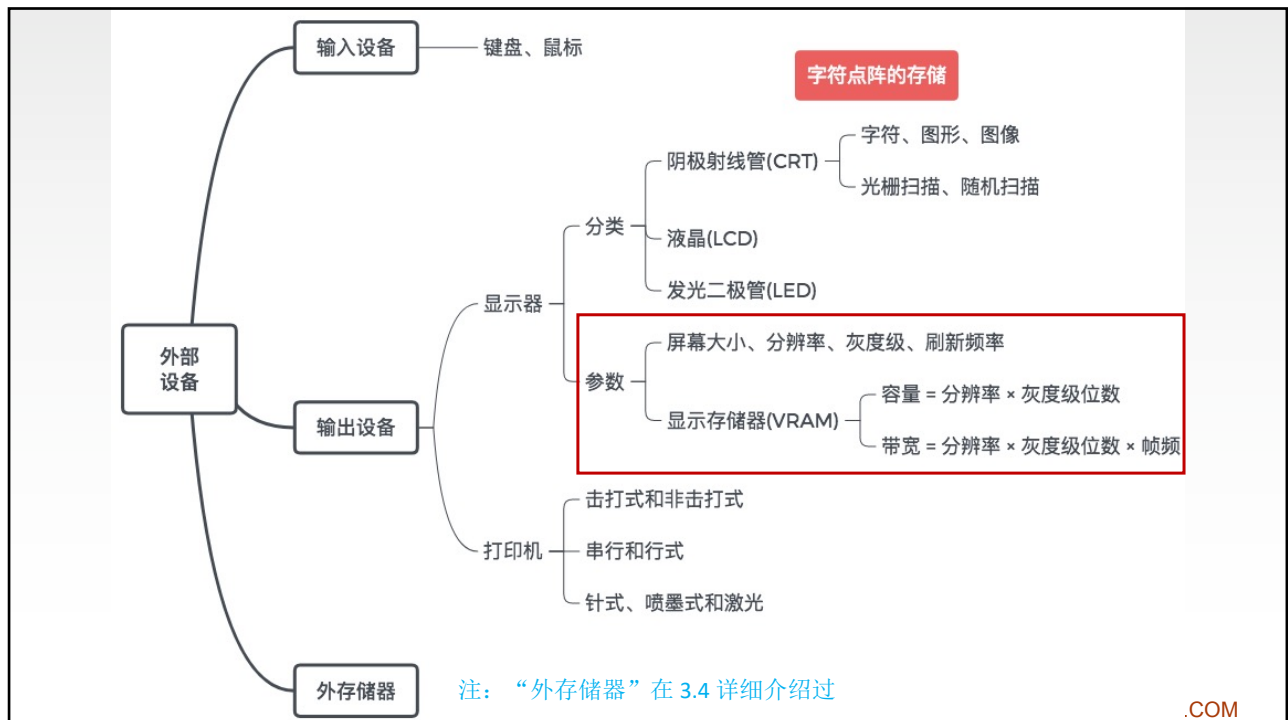 输入设备
键盘、鼠标
字符点阵的存储
字符、图形、图像
阴极射线管(CRT)
光栅扫描、随机扫描
分类
液晶(LCD)
发光二极管(LED)
显示器
屏幕大小、分辨率、灰度级、刷新频率
外部
设备
参数
容量 = 分辨率 × 灰度级位数
显示存储器(VRAM)
带宽 = 分辨率 × 灰度级位数 × 帧频
输出设备
击打式和非击打式
打印机
串行和行式
针式、喷墨式和激光
外存储器
注：“外存储器”在 3.4 详细介绍过
.COM